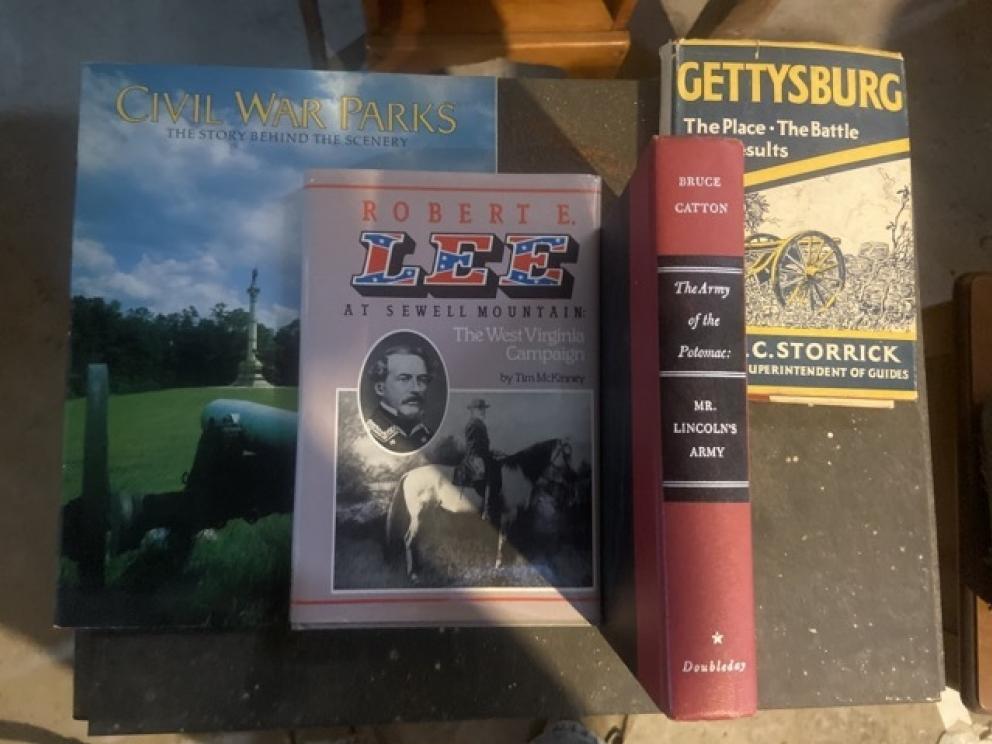 CIVIL WAR PARKS
THE STORY BEHIND THE SCENERY
ROBERT E.
LEE
AT SEWELL MOUNTAIN:
The West Virginia
Campaign
by Tim McKinney
BRUCE
CATTON
The Army
of the
Potomac:
MR.
LINCOLN'S
ARMY
Doubleday
GETTYSBURG
The Place • The Battle
sults
.C. STORRICK
UPERINTENDENT OF GUIDES